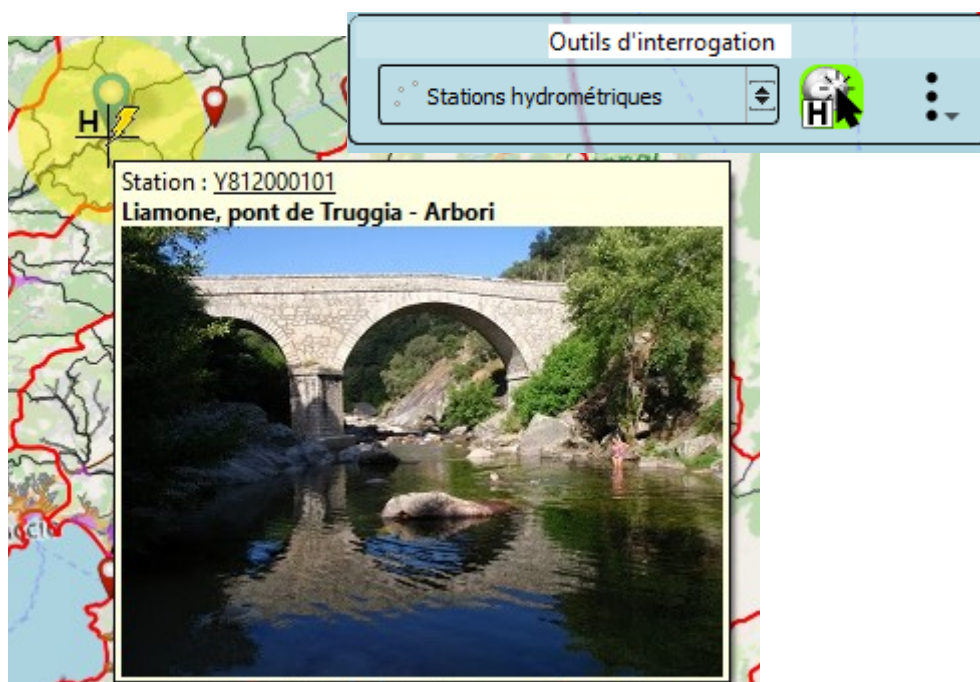 Outils d'interrogation
Stations hydrométriques
H
H
Station : Y812000101
Liamone, pont de Truggia - Arbori